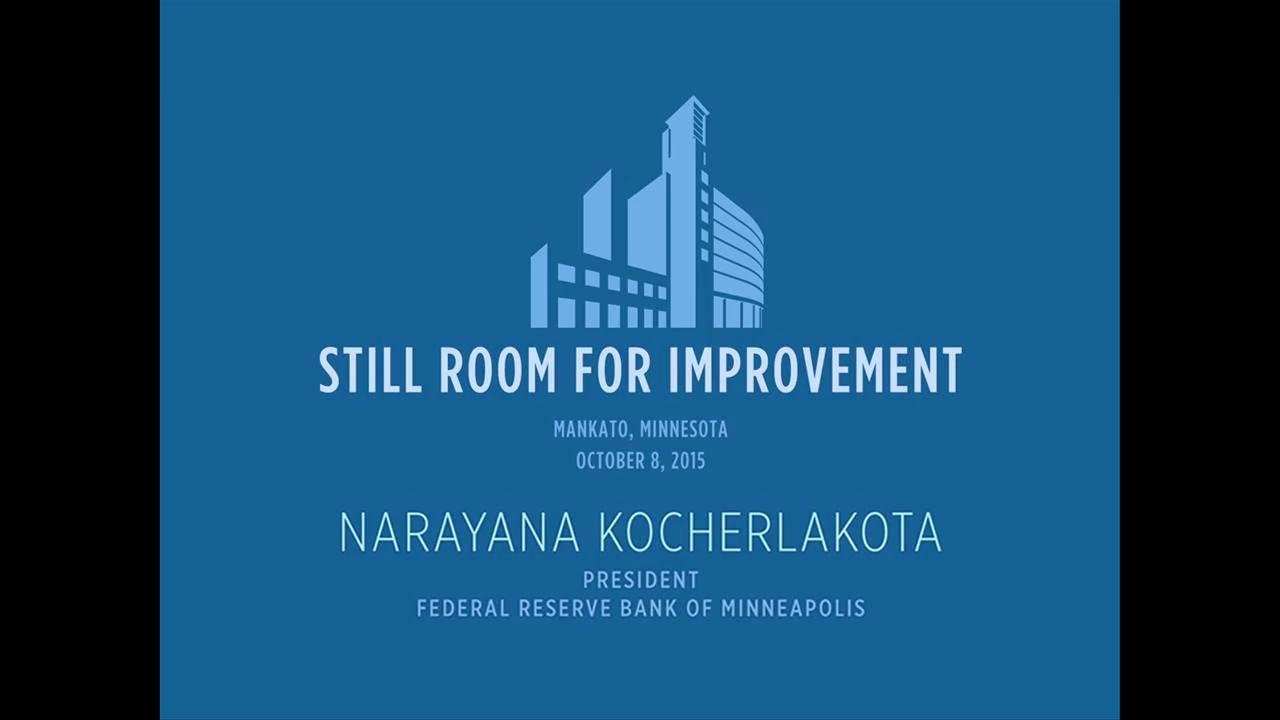 STILL ROOM FOR IMPROVEMENT
MANKATO, MINNESOTA
OCTOBER 8, 2015
NARAYANA KOCHERLAKOTA
PRESIDENT
FEDERAL RESERVE BANK OF MINNEAPOLIS